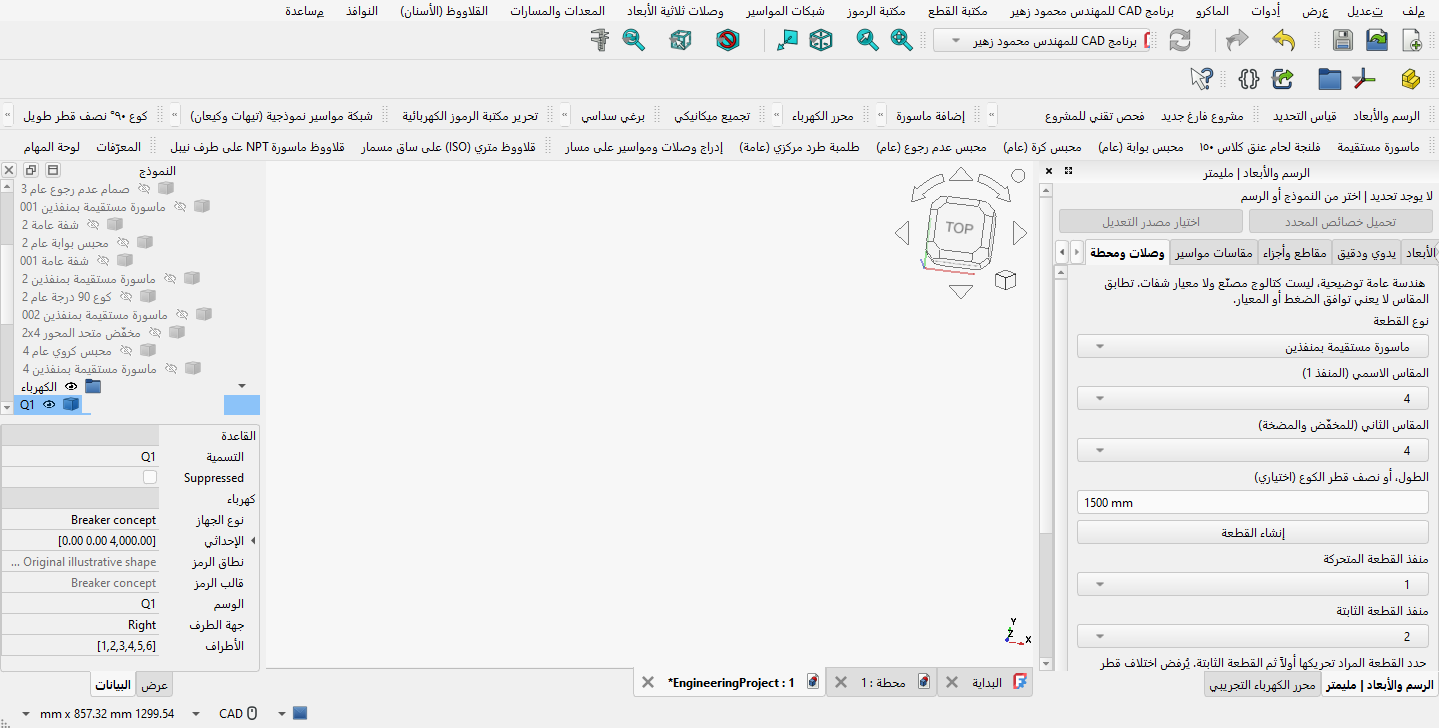 ملف تعديل عرض أدوات الماكرو برنامج CAD للمهندس محمود زهير مكتبة القطع مكتبة الرموز شبكات المواسير وصلات ثلاثية الأبعاد المعدات والمسارات القلاووظ (الأسنان) النوافذ مساعدة
برنامج CAD للمهندس محمود زهير
الرسم والأبعاد قياس التحديد مشروع فارغ جديد فحص تقني للمشروع » إضافة ماسورة » محرر الكهرباء » تجميع ميكانيكي برغي سداسي » تحرير مكتبة الرموز الكهربائية شبكة مواسير نموذجية (تيهات وكيعان) » كوع ٩٠° نصف قطر طويل »
ماسورة مستقيمة فلنجة لحام عنق كلاس ١٥٠ محبس بوابة (عام) محبس كرة (عام) محبس عدم رجوع (عام) طلمبة طرد مركزي (عامة) إدراج وصلات ومواسير على مسار قلاووظ متري (ISO) على ساق مسمار قلاووظ ماسورة NPT على طرف نيبل المعرّفات لوحة المهام
الرسم والأبعاد | مليمتر
لا يوجد تحديد | اختر من النموذج أو الرسم
تحميل خصائص المحدد
اختيار مصدر التعديل
الأبعاد يدوي ودقيق مقاطع وأجزاء مقاسات مواسير وصلات ومحطة
هندسة عامة توضيحية، ليست كتالوج مصنّع ولا معيار شفات. تطابق
المقاس لا يعني توافق الضغط أو المعيار.
نوع القطعة
ماسورة مستقيمة بمنفذين
المقاس الاسمي (المنفذ 1)
4
المقاس الثاني (للمخفّض والمضخة)
4
الطول، أو نصف قطر الكوع (اختياري)
1500 mm
إنشاء القطعة
منفذ القطعة المتحركة
1
منفذ القطعة الثابتة
2
حدد القطعة المراد تحريكها أولاً ثم القطعة الثابتة. يُرفض اختلاف قطر
الرسم والأبعاد | مليمتر
محرر الكهرباء التجريبي
TOP
Y
Z
X
النموذج
صمام عدم رجوع عام 3
ماسورة مستقيمة بمنفذين 001
شفة عامة 2
محبس بوابة عام 2
شفة عامة 001
ماسورة مستقيمة بمنفذين 2
كوع 90 درجة عام 2
ماسورة مستقيمة بمنفذين 002
مخفّض متحد المحور 2x4
محبس كروي عام 4
ماسورة مستقيمة بمنفذين 4
الكهرباء
Q1
القاعدة
التسمية Q1
Suppressed
كهرباء
نوع الجهاز Breaker concept
الإحداثي [0.00 0.00 4,000.00]
نطاق الرمز Original illustrative shape ...
قالب الرمز Breaker concept
الوسم Q1
جهة الطرف Right
الأطراف [1,2,3,4,5,6]
عرض
البيانات
البداية
محطة : 1
EngineeringProject : 1*
CAD
mm x 857.32 mm 1299.54